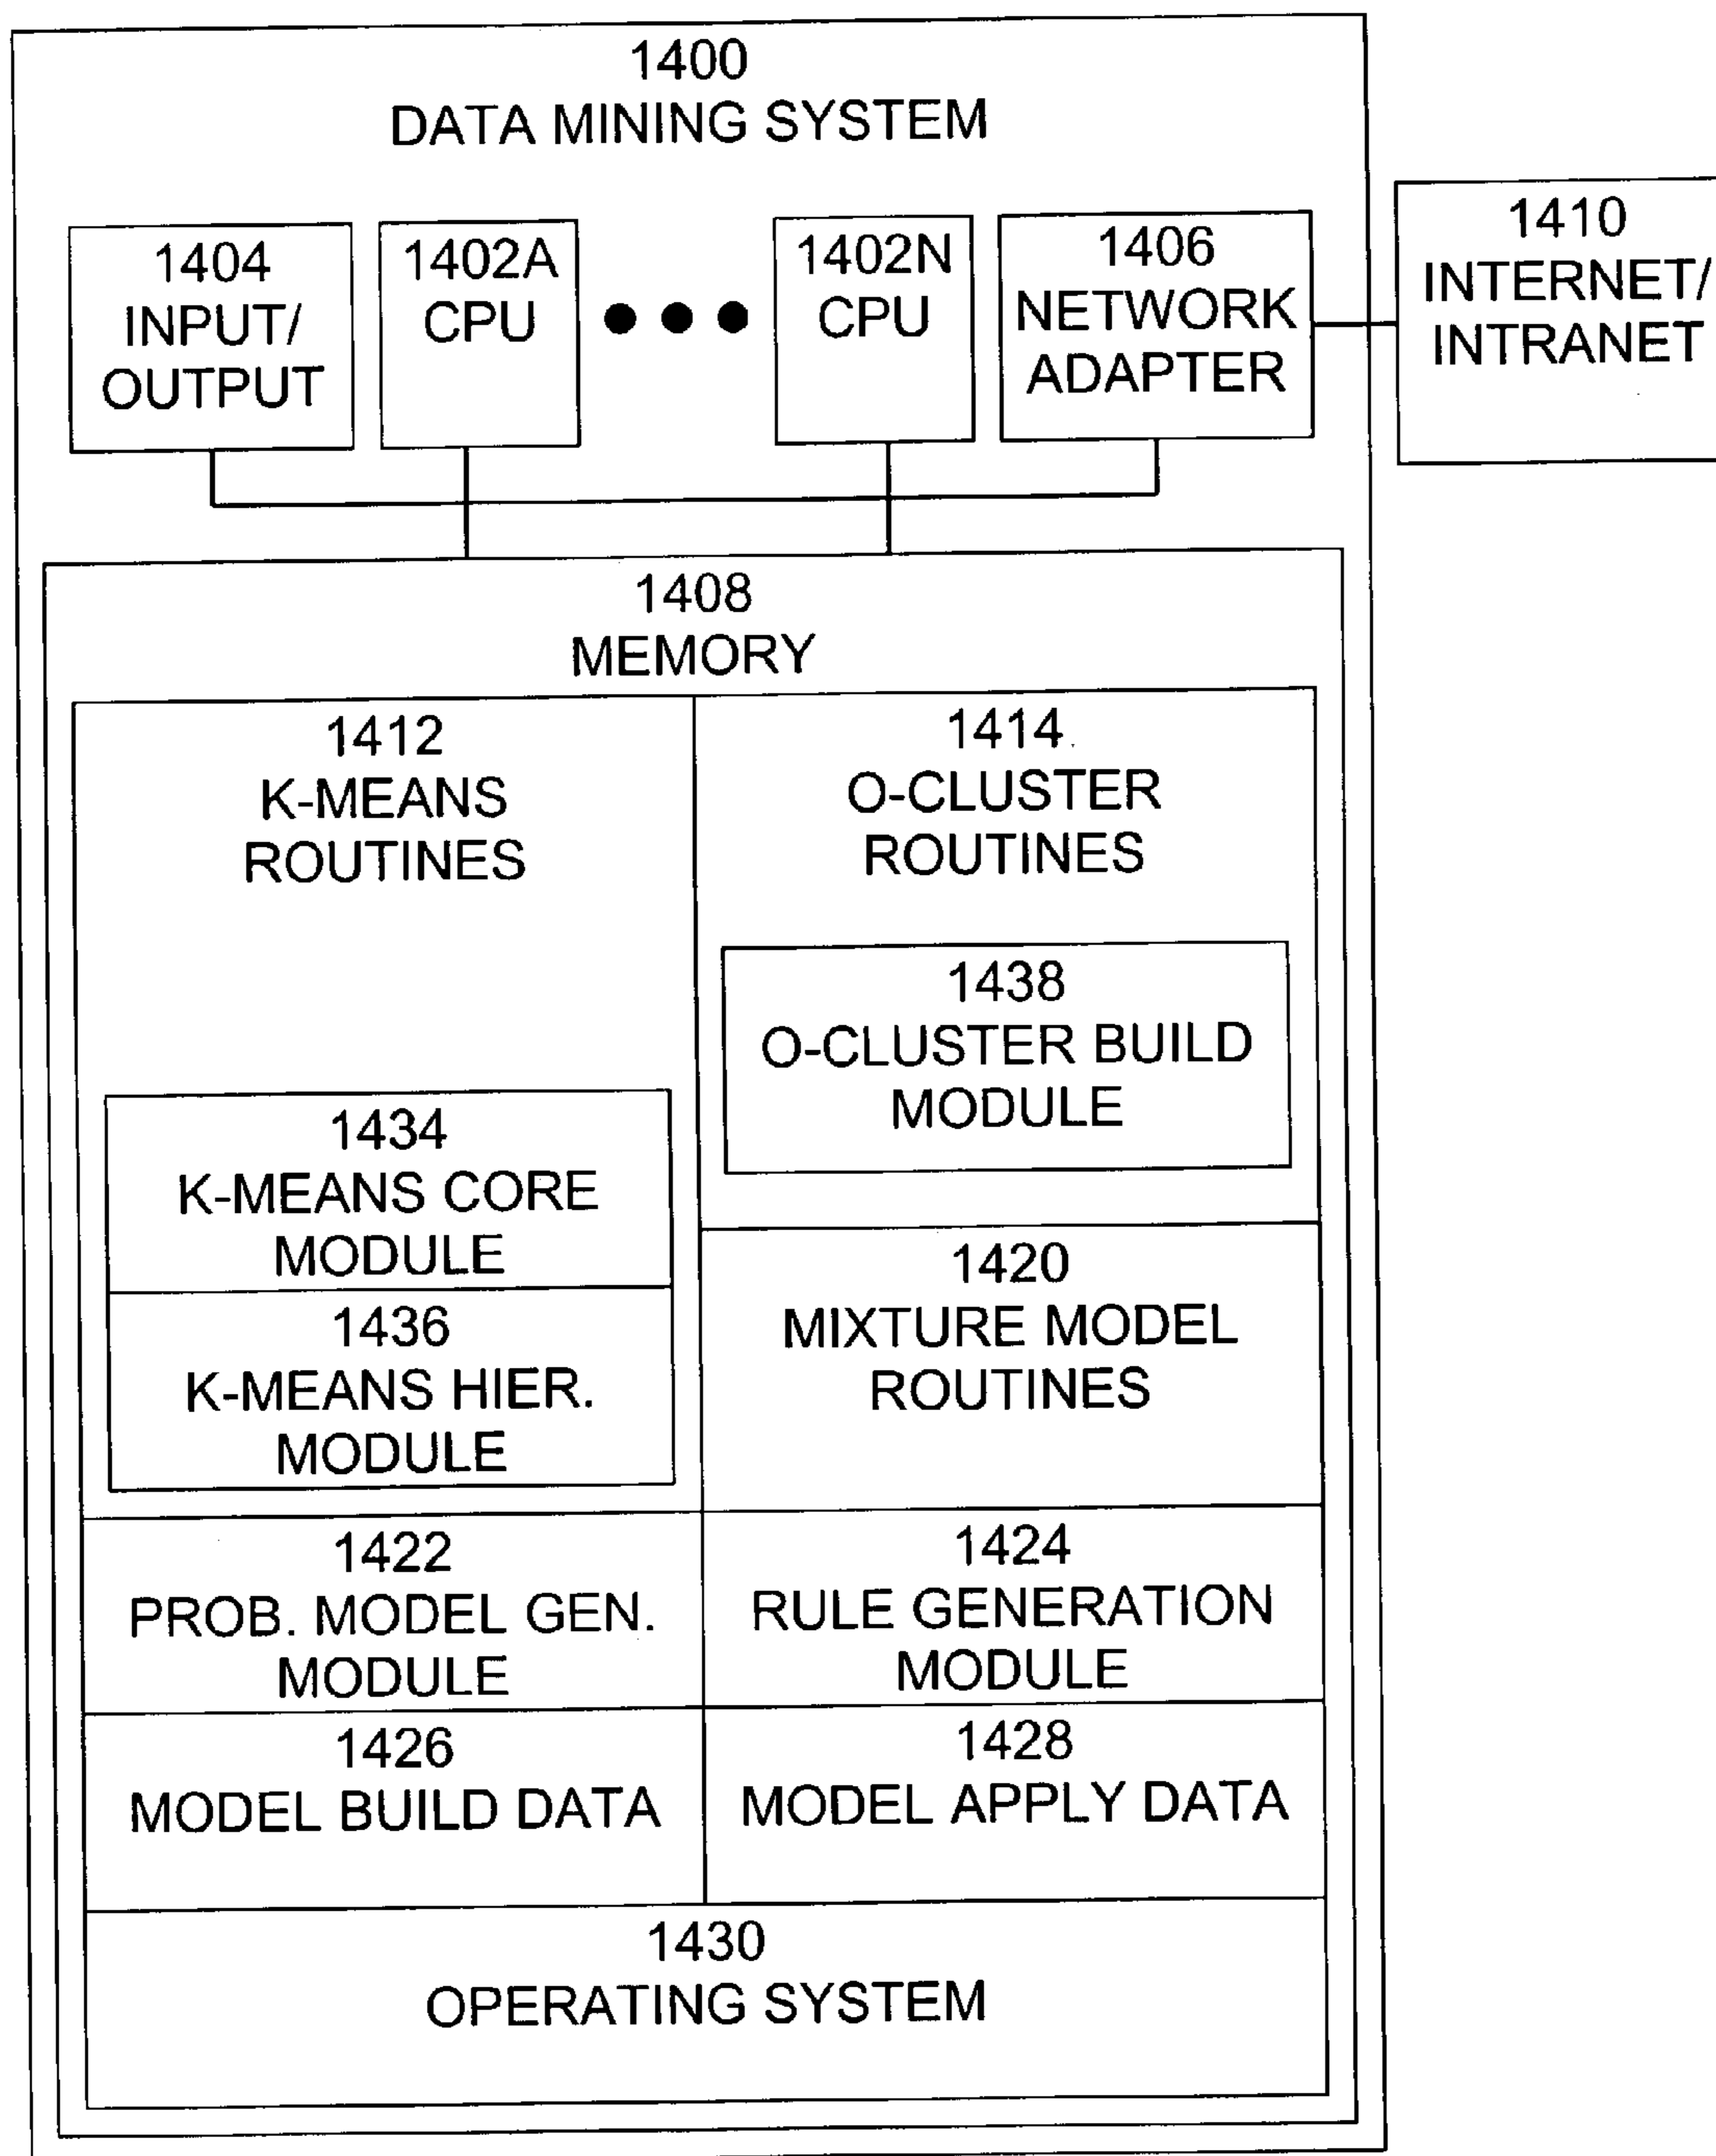 1400
DATA MINING SYSTEM
1404
INPUT/
OUTPUT
1402A
CPU
1402N
CPU
1406
NETWORK
ADAPTER
1410
INTERNET/
INTRANET
1408
MEMORY
1412
K-MEANS
ROUTINES
1414
O-CLUSTER
ROUTINES
1438
O-CLUSTER BUILD
MODULE
1434
K-MEANS CORE
MODULE
1436
K-MEANS HIER.
MODULE
1420
MIXTURE MODEL
ROUTINES
1422
PROB. MODEL GEN.
MODULE
1424
RULE GENERATION
MODULE
1426
MODEL BUILD DATA
1428
MODEL APPLY DATA
1430
OPERATING SYSTEM